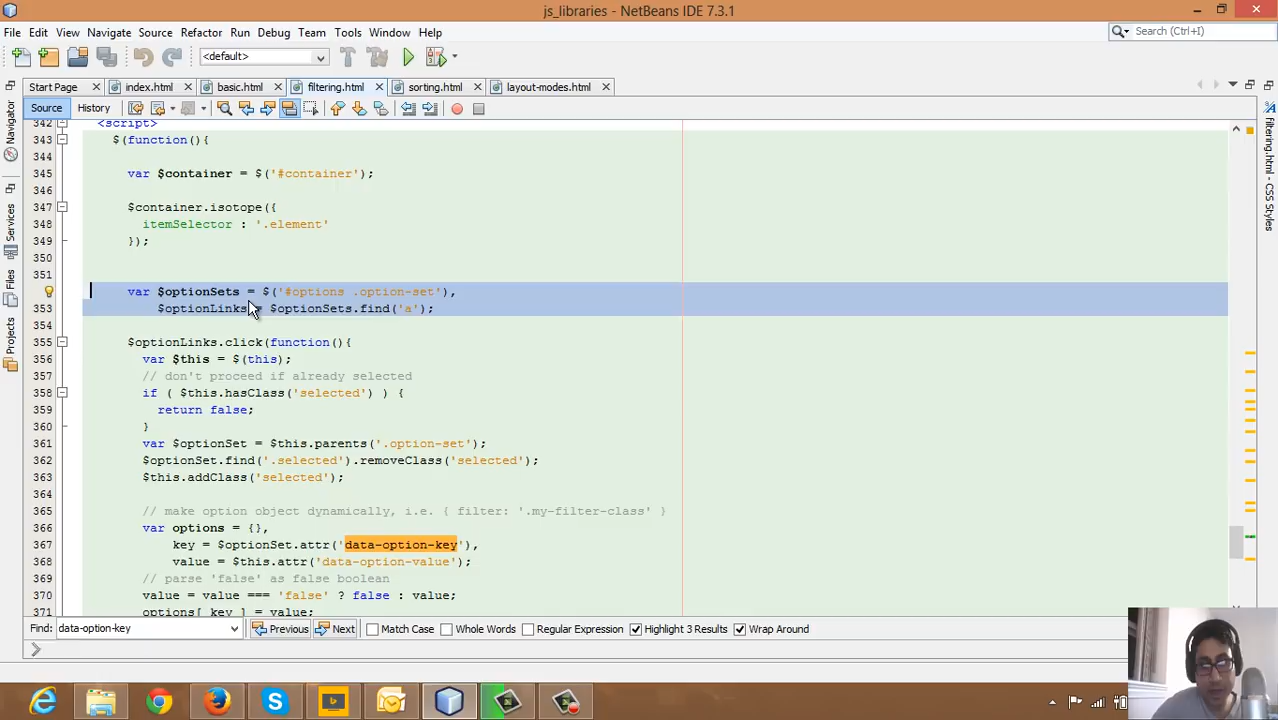 js_libraries - NetBeans IDE 7.3.1
File Edit View Navigate Source Refactor Run Debug Team Tools Window Help
Search (Ctrl+I)
<default>
Start Page index.html basic.html filtering.html sorting.html layout-modes.html
Source History
Navigator
Services
Files
Projects
filtering.html - CSS Styles
342 <script>
343 $(function(){
344
345 var $container = $('#container');
346
347 $container.isotope({
348 itemSelector : '.element'
349 });
350
351
var $optionSets = $('#options .option-set'),
353 $optionLinks = $optionSets.find('a');
354
355 $optionLinks.click(function(){
356 var $this = $(this);
357 // don't proceed if already selected
358 if ( $this.hasClass('selected') ) {
359 return false;
360 }
361 var $optionSet = $this.parents('.option-set');
362 $optionSet.find('.selected').removeClass('selected');
363 $this.addClass('selected');
364
365 // make option object dynamically, i.e. { filter: '.my-filter-class' }
366 var options = {},
367 key = $optionSet.attr('data-option-key'),
368 value = $this.attr('data-option-value');
369 // parse 'false' as false boolean
370 value = value === 'false' ? false : value;
371 options[ key ] = value;
Find: data-option-key Previous Next Match Case Whole Words Regular Expression Highlight 3 Results Wrap Around